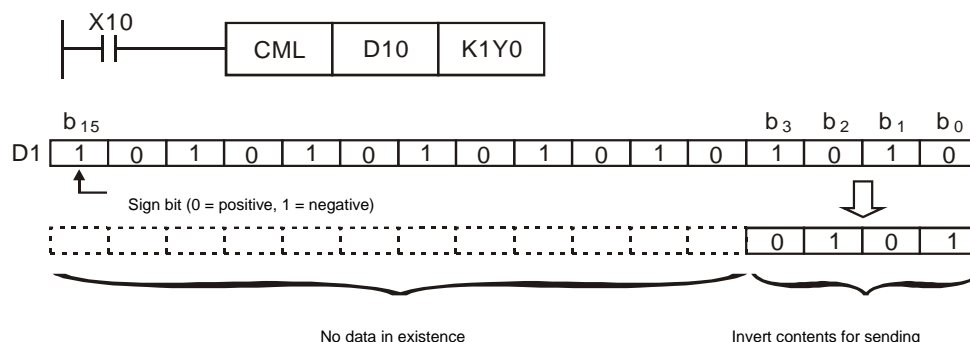 X10
CML D10 K1Y0
b15 b3 b2 b1 b0
D1 1 0 1 0 1 0 1 0 1 0 1 0 1 0 1 0
Sign bit (0 = positive, 1 = negative)
0 1 0 1
No data in existence Invert contents for sending